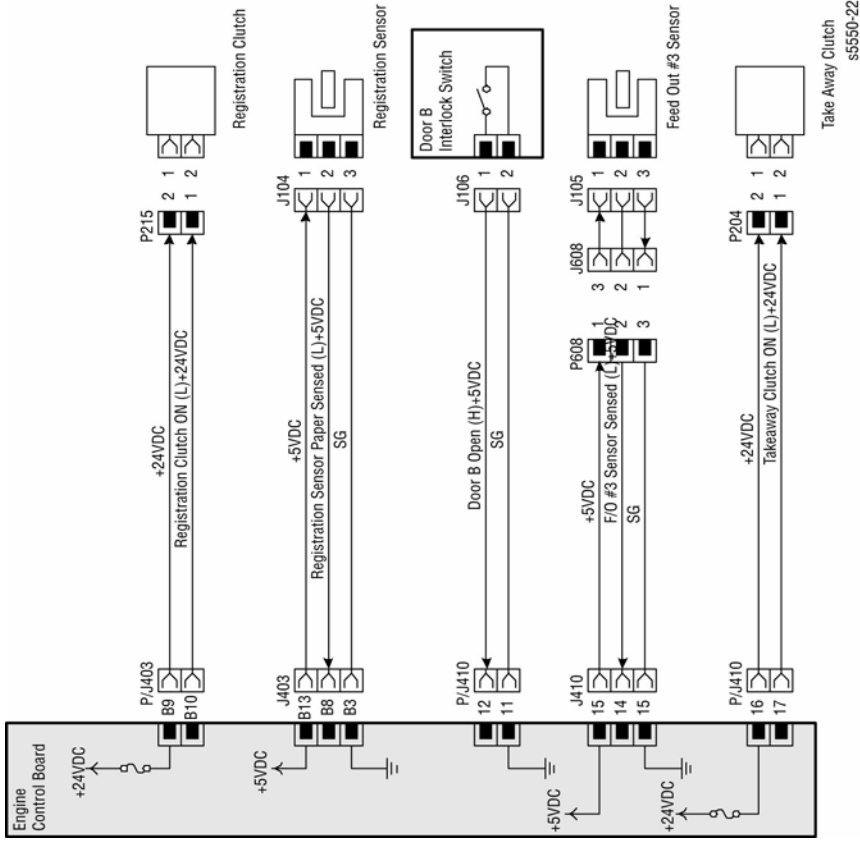 Engine
Control Board
+24VDC
P/J403
B9
B10
+24VDC
Registration Clutch ON (L)+24VDC
P215
2
1
1
2
Registration Clutch
+5VDC
J403
B13
B8
B3
+5VDC
Registration Sensor Paper Sensed (L)+5VDC
SG
J104
1
2
3
Registration Sensor
P/J410
12
11
Door B Open (H)+5VDC
SG
J106
1
2
Door B
Interlock Switch
+5VDC
J410
15
14
15
+5VDC
F/O #3 Sensor Sensed (L)+5VDC
SG
P608
1
2
3
3
2
1
J608
J105
1
2
3
Feed Out #3 Sensor
+24VDC
P/J410
16
17
+24VDC
Takeaway Clutch ON (L)+24VDC
P204
2
1
1
2
Take Away Clutch
s5550-22